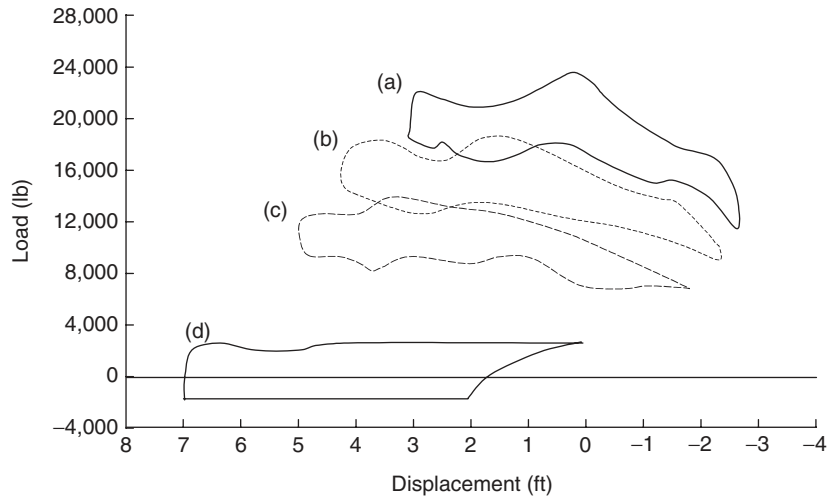 28,000
24,000
20,000
16,000
12,000
8,000
4,000
0
−4,000
Load (lb)
(a)
(b)
(c)
(d)
8 7 6 5 4 3 2 1 0 −1 −2 −3 −4
Displacement (ft)